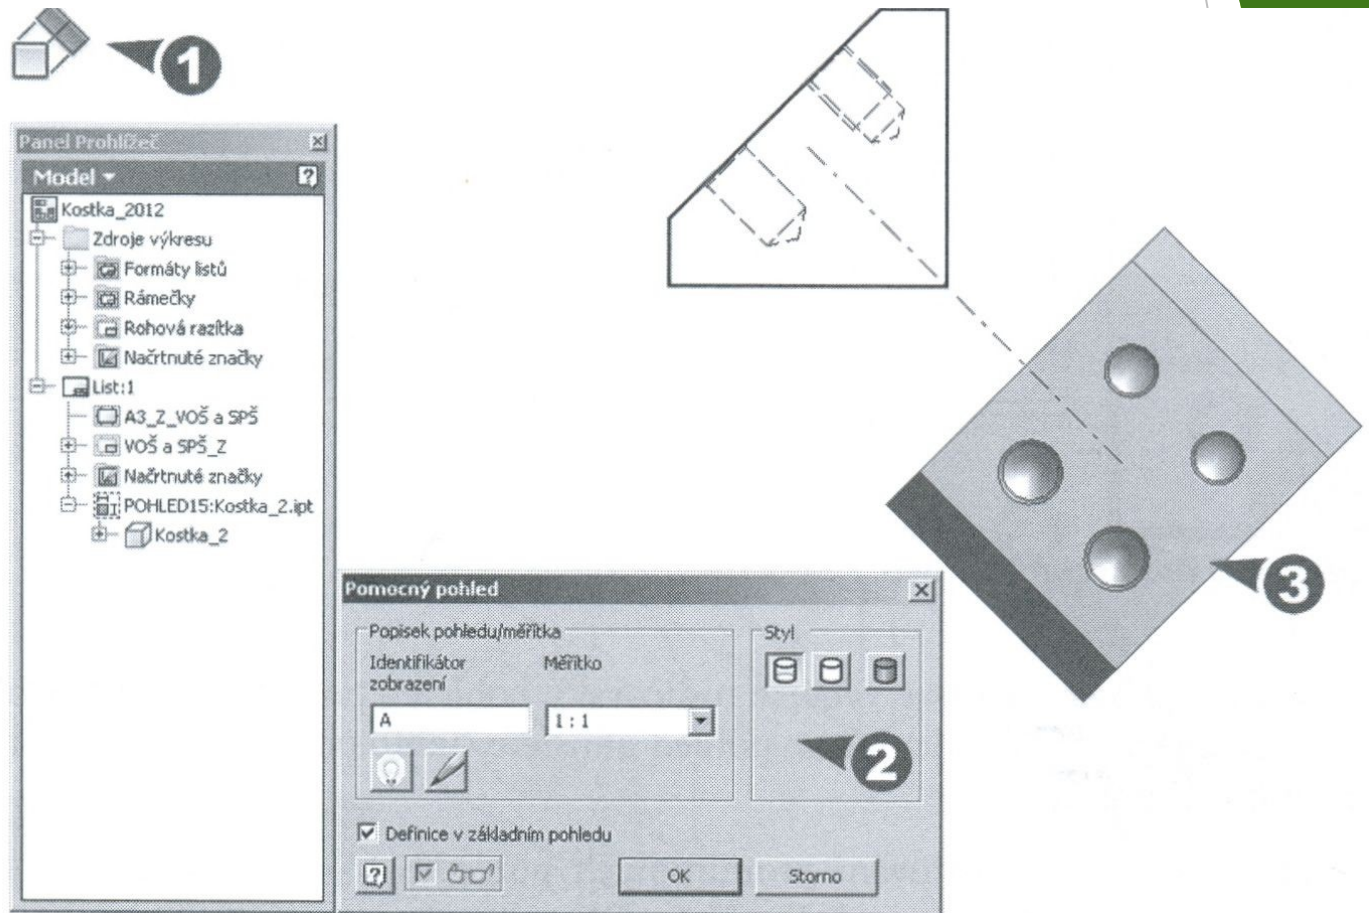 1
Panel Prohlížeč
Model
Kostka_2012
Zdroje výkresu
Formáty listů
Rámečky
Rohová razítka
Načrtnuté značky
List:1
A3_Z_VOŠ a SPŠ
VOŠ a SPŠ_Z
Načrtnuté značky
POHLED15:Kostka_2.ipt
Kostka_2
Pomocný pohled
Popisek pohledu/měřítka
Identifikátor
zobrazení
Měřítko
A
1 : 1
Styl
2
Definice v základním pohledu
OK
Storno
3